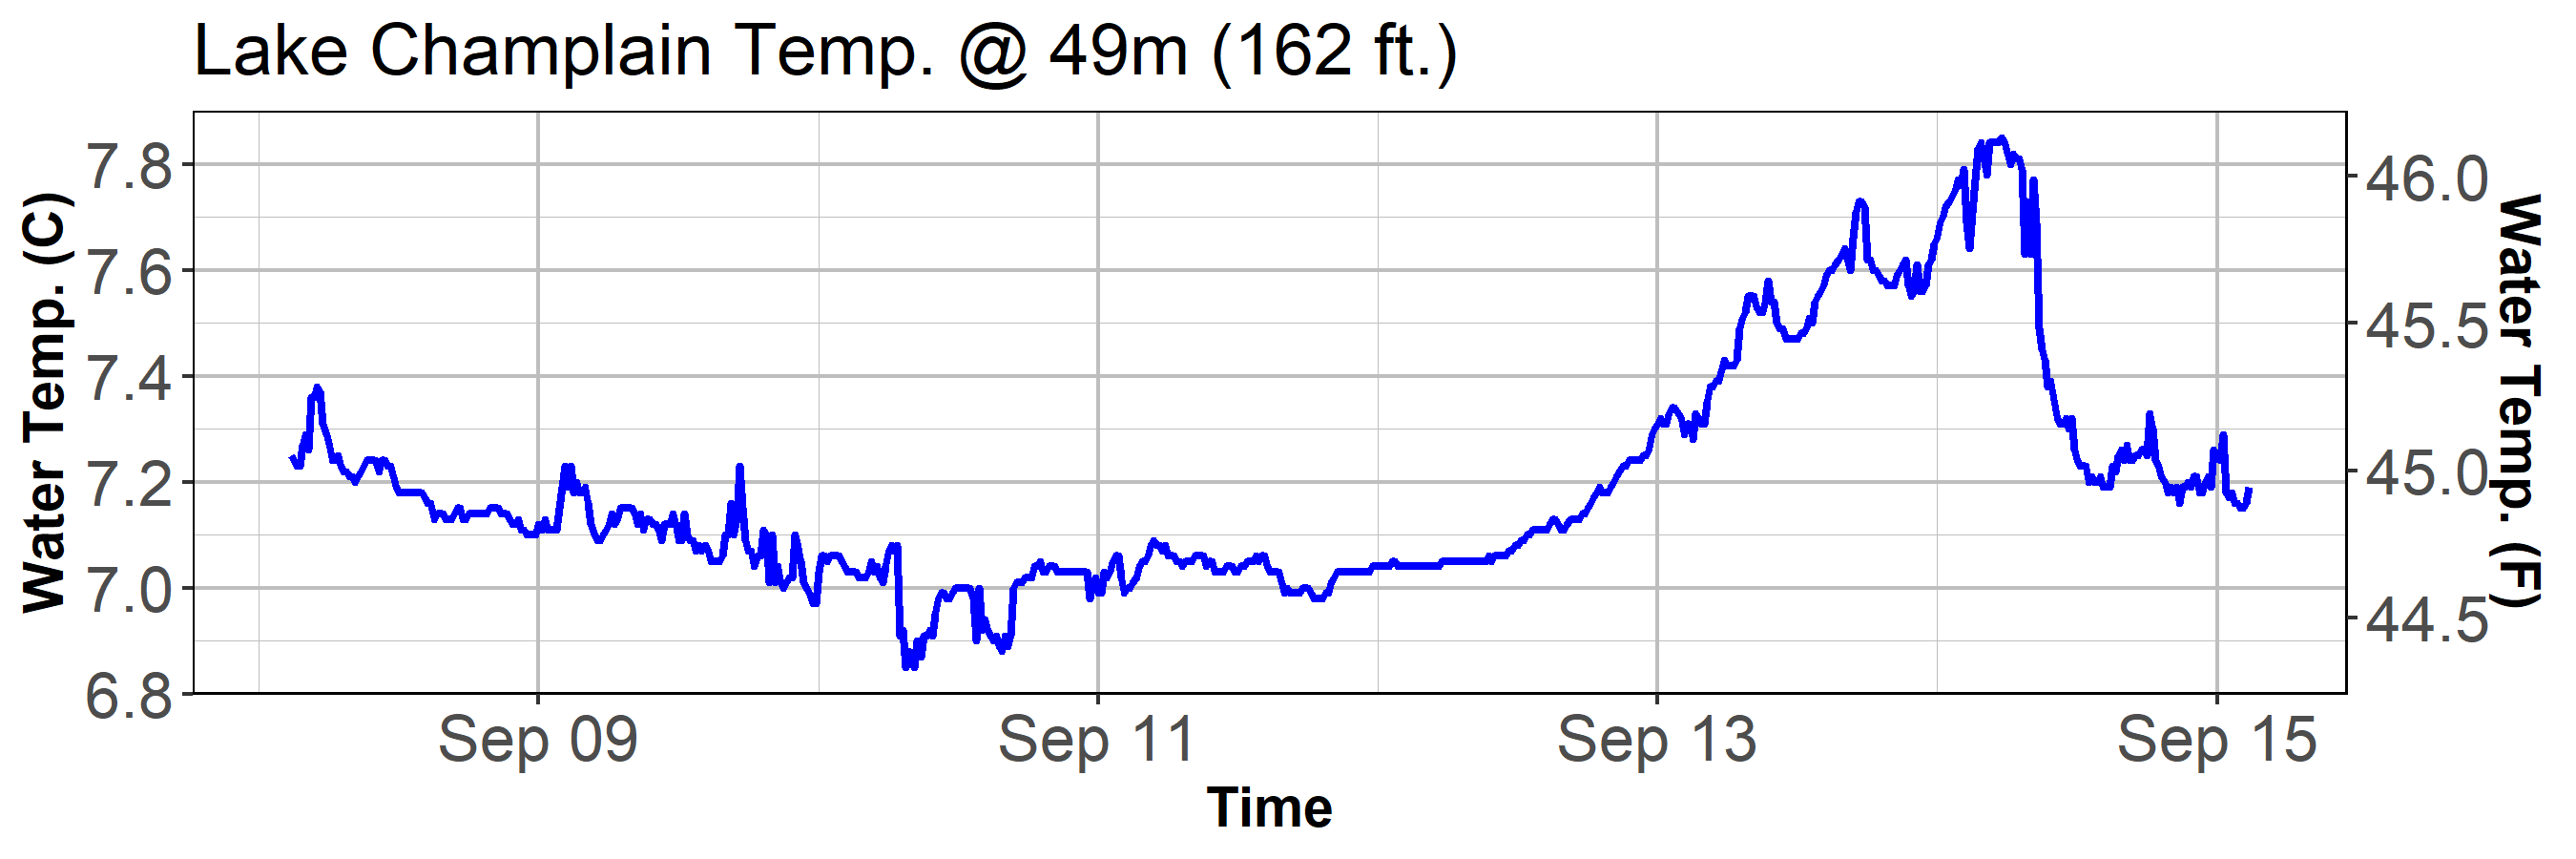 Lake Champlain Temp. @ 49m (162 ft.)
Water Temp. (C)
7.8
7.6
7.4
7.2
7.0
6.8
46.0
45.5
45.0
44.5
Water Temp. (F)
Sep 09 Sep 11 Sep 13 Sep 15
Time